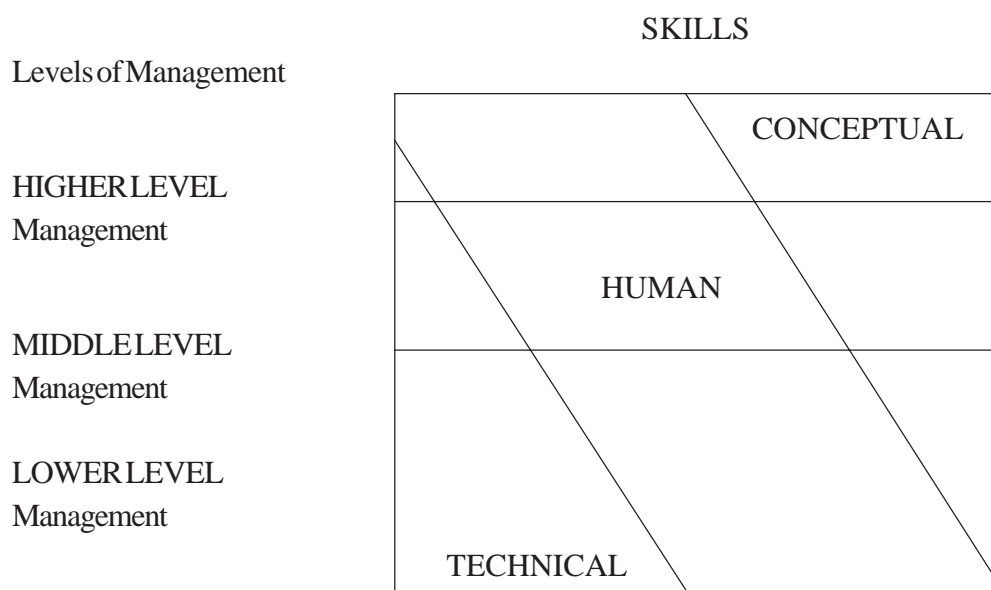 SKILLS
Levels of Management
CONCEPTUAL
HIGHER LEVEL
Management
HUMAN
MIDDLE LEVEL
Management
LOWER LEVEL
Management
TECHNICAL